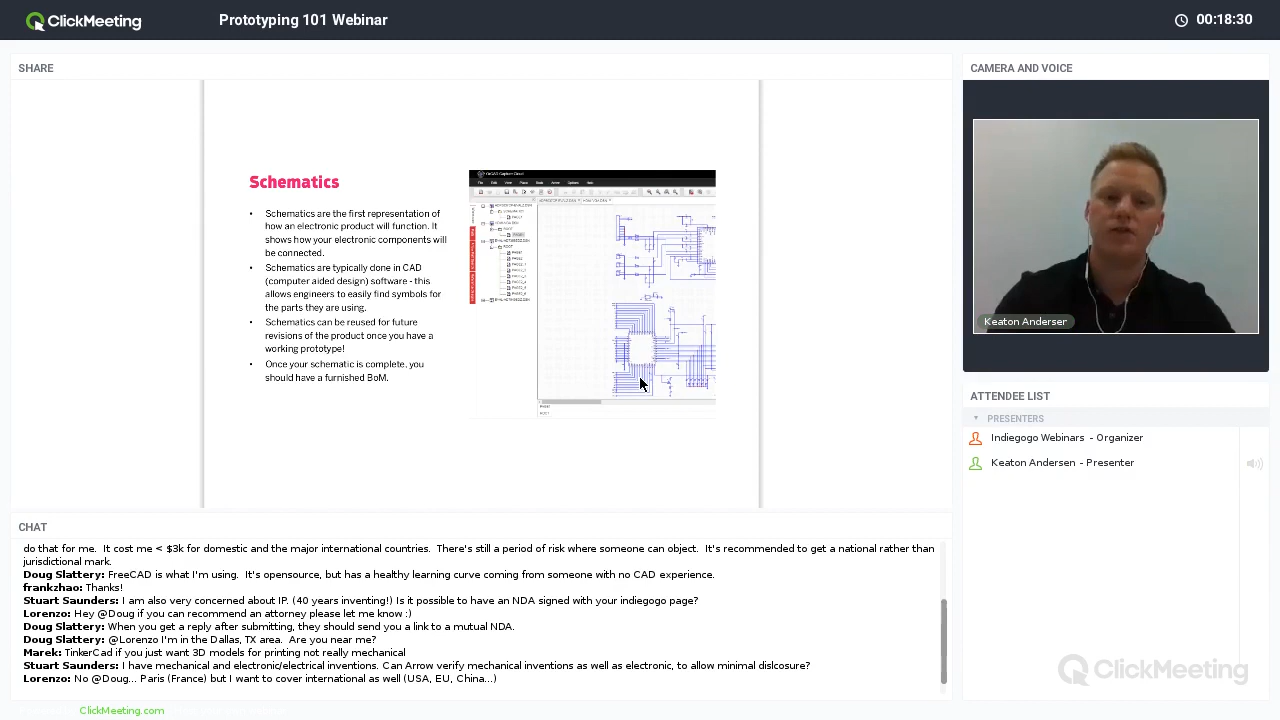 ClickMeeting
Prototyping 101 Webinar
00:18:30
SHARE
Schematics
• Schematics are the first representation of
how an electronic product will function. It
shows how your electronic components will
be connected.
• Schematics are typically done in CAD
(computer aided design) software - this
allows engineers to easily find symbols for
the parts they are using.
• Schematics can be reused for future
revisions of the product once you have a
working prototype!
• Once your schematic is complete, you
should have a furnished BoM.
OrCAD Capture Cloud
File Edit View Place Tools Arrow Options Help
CAMERA AND VOICE
Keaton Andersen
ATTENDEE LIST
PRESENTERS
Indiegogo Webinars - Organizer
Keaton Andersen - Presenter
CHAT
do that for me. It cost me < $3k for domestic and the major international countries. There's still a period of risk where someone can object. It's recommended to get a national rather than
jurisdictional mark.
Doug Slattery: FreeCAD is what I'm using. It's opensource, but has a healthy learning curve coming from someone with no CAD experience.
frankzhao: Thanks!
Stuart Saunders: I am also very concerned about IP. (40 years inventing!) Is it possible to have an NDA signed with your indiegogo page?
Lorenzo: Hey @Doug if you can recommend an attorney please let me know :)
Doug Slattery: When you get a reply after submitting, they should send you a link to a mutual NDA.
Doug Slattery: @Lorenzo I'm in the Dallas, TX area. Are you near me?
Marek: TinkerCad if you just want 3D models for printing not really mechanical
Stuart Saunders: I have mechanical and electronic/electrical inventions. Can Arrow verify mechanical inventions as well as electronic, to allow minimal dislcosure?
Lorenzo: No @Doug... Paris (France) but I want to cover international as well (USA, EU, China...)
ClickMeeting
ClickMeeting.com